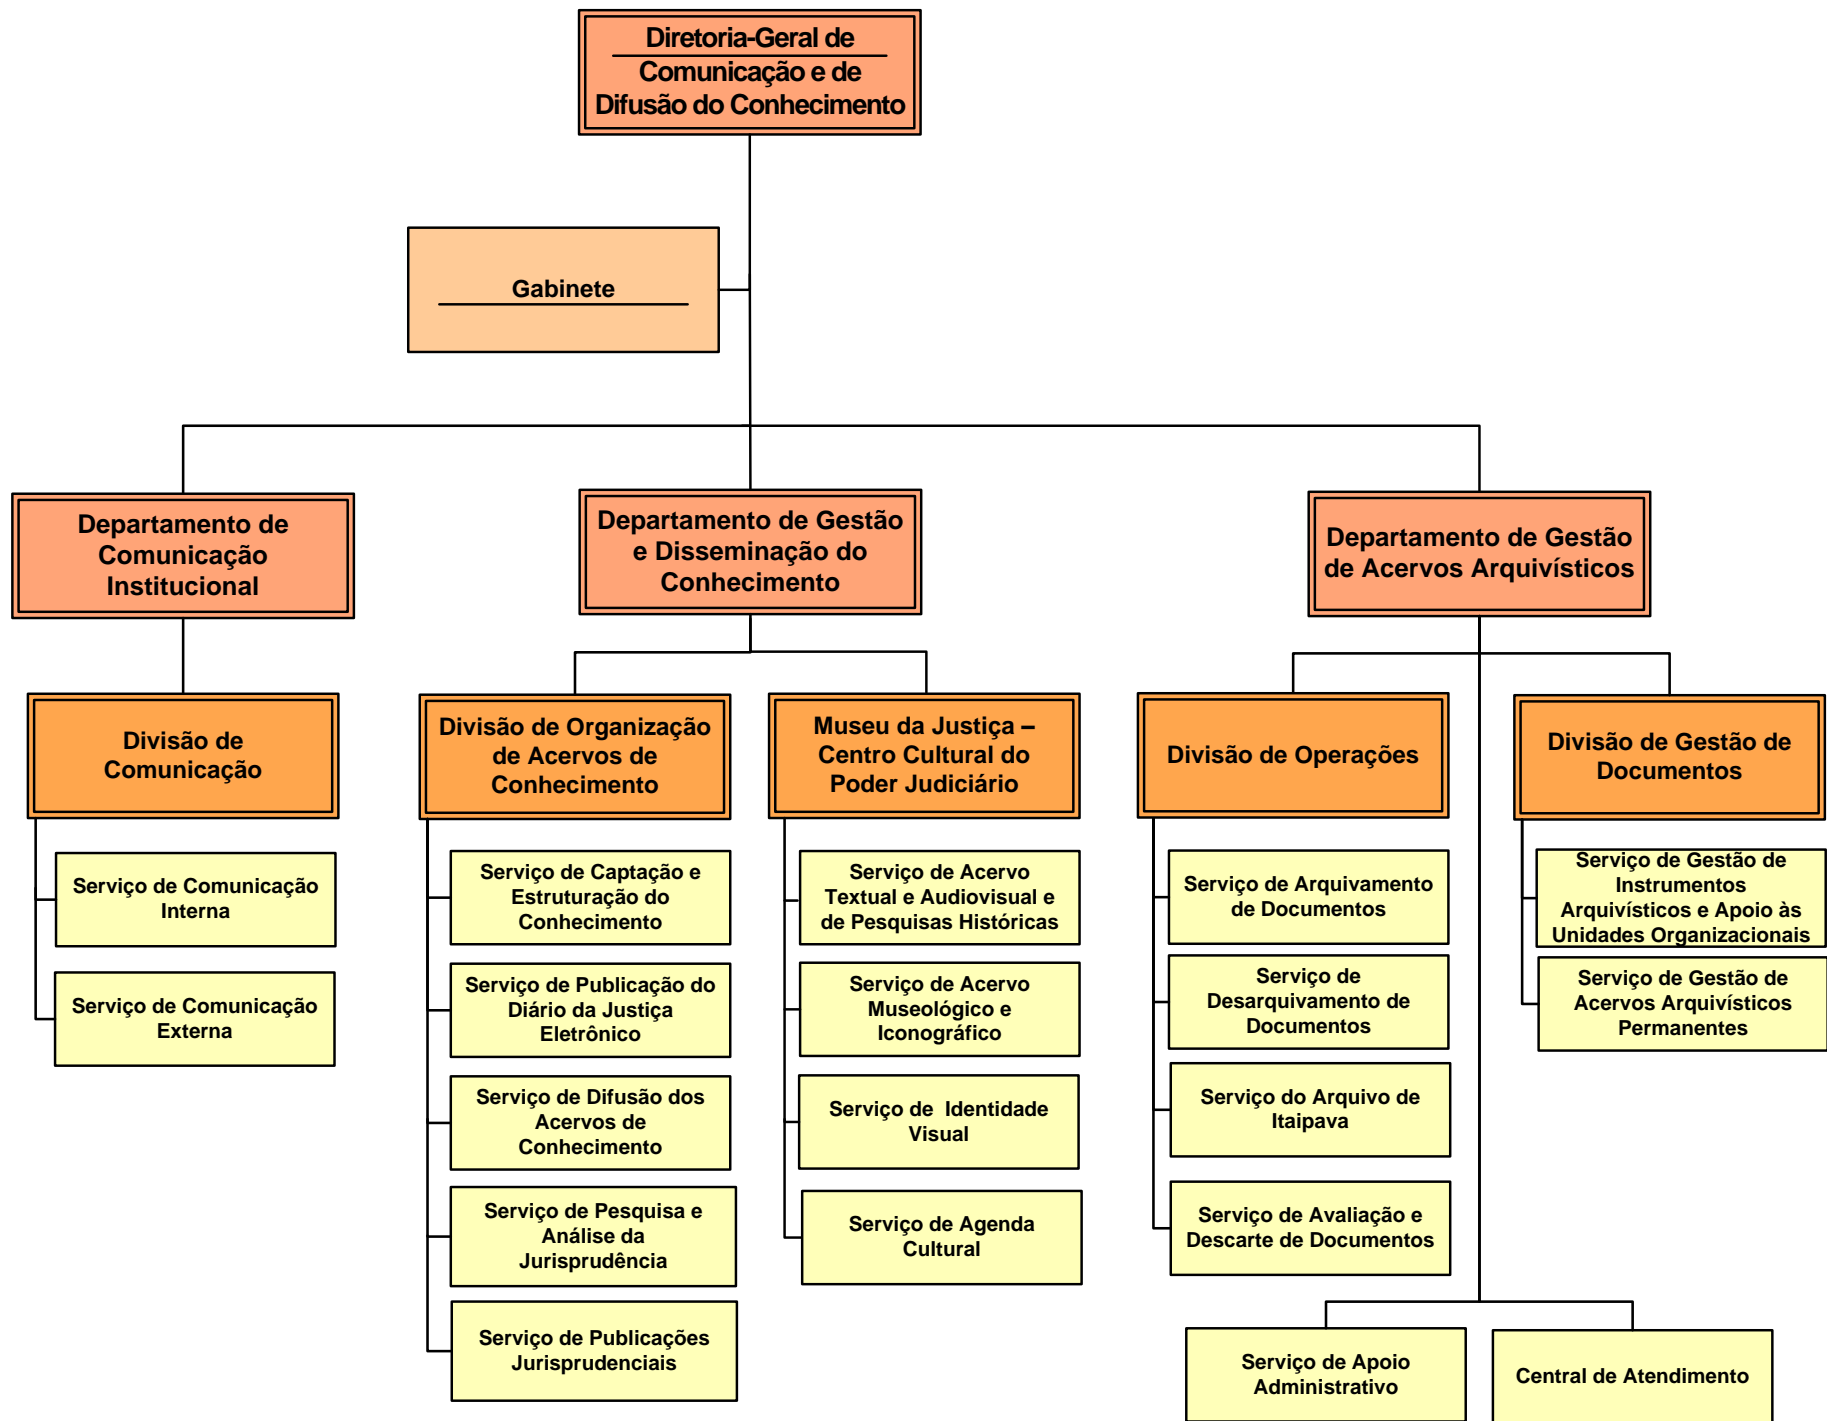 Diretoria-Geral de
Comunicação e de
Difusão do Conhecimento
Gabinete
Departamento de
Comunicação
Institucional
Departamento de Gestão
e Disseminação do
Conhecimento
Departamento de Gestão
de Acervos Arquivísticos
Divisão de
Comunicação
Divisão de Organização
de Acervos de
Conhecimento
Museu da Justiça –
Centro Cultural do
Poder Judiciário
Divisão de Operações
Divisão de Gestão de
Documentos
Serviço de Comunicação
Interna
Serviço de Comunicação
Externa
Serviço de Captação e
Estruturação do
Conhecimento
Serviço de Publicação do
Diário da Justiça
Eletrônico
Serviço de Difusão dos
Acervos de
Conhecimento
Serviço de Pesquisa e
Análise da
Jurisprudência
Serviço de Publicações
Jurisprudenciais
Serviço de Acervo
Textual e Audiovisual e
de Pesquisas Históricas
Serviço de Acervo
Museológico e
Iconográfico
Serviço de  Identidade
Visual
Serviço de Agenda
Cultural
Serviço de Arquivamento
de Documentos
Serviço de
Desarquivamento de
Documentos
Serviço do Arquivo de
Itaipava
Serviço de Avaliação e
Descarte de Documentos
Serviço de Gestão de
Instrumentos
Arquivísticos e Apoio às
Unidades Organizacionais
Serviço de Gestão de
Acervos Arquivísticos
Permanentes
Serviço de Apoio
Administrativo
Central de Atendimento